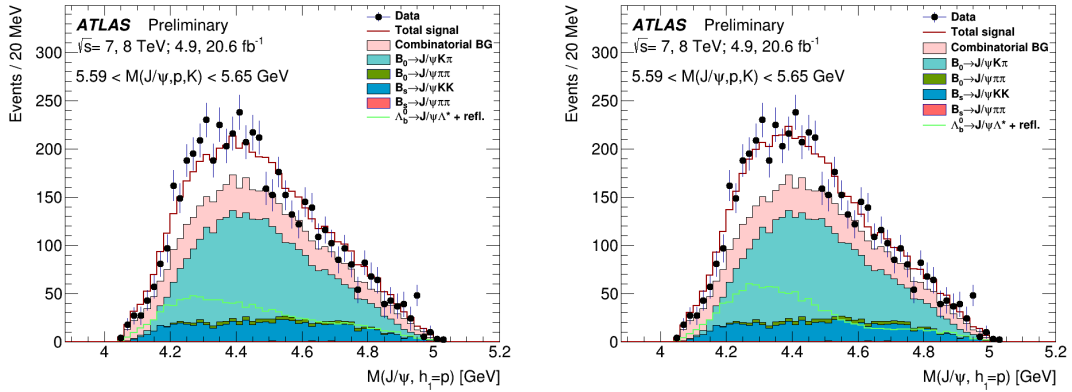 ATLAS Preliminary
√s= 7, 8 TeV; 4.9, 20.6 fb⁻¹
5.59 < M(J/ψ,p,K) < 5.65 GeV
Data
Total signal
Combinatorial BG
B₀→J/ψKπ
B₀→J/ψππ
Bₛ→J/ψKK
Bₛ→J/ψππ
Λ⁰_b→J/ψΛ* + refl.
Events / 20 MeV
300
250
200
150
100
50
0
4 4.2 4.4 4.6 4.8 5 5.2
M(J/ψ, h₁=p) [GeV]
ATLAS Preliminary
√s= 7, 8 TeV; 4.9, 20.6 fb⁻¹
5.59 < M(J/ψ,p,K) < 5.65 GeV
Data
Total signal
Combinatorial BG
B₀→J/ψKπ
B₀→J/ψππ
Bₛ→J/ψKK
Bₛ→J/ψππ
Λ⁰_b→J/ψΛ* + refl.
Events / 20 MeV
300
250
200
150
100
50
0
4 4.2 4.4 4.6 4.8 5 5.2
M(J/ψ, h₁=p) [GeV]